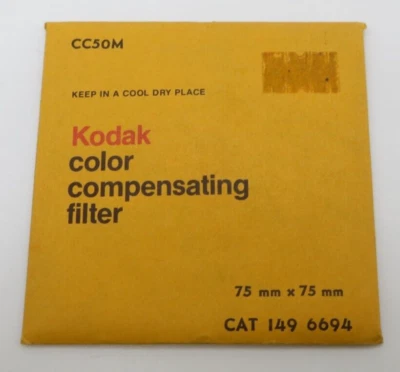 CC50M
KEEP IN A COOL DRY PLACE
Kodak
color
compensating
filter
75 mm x 75 mm
CAT 149 6694